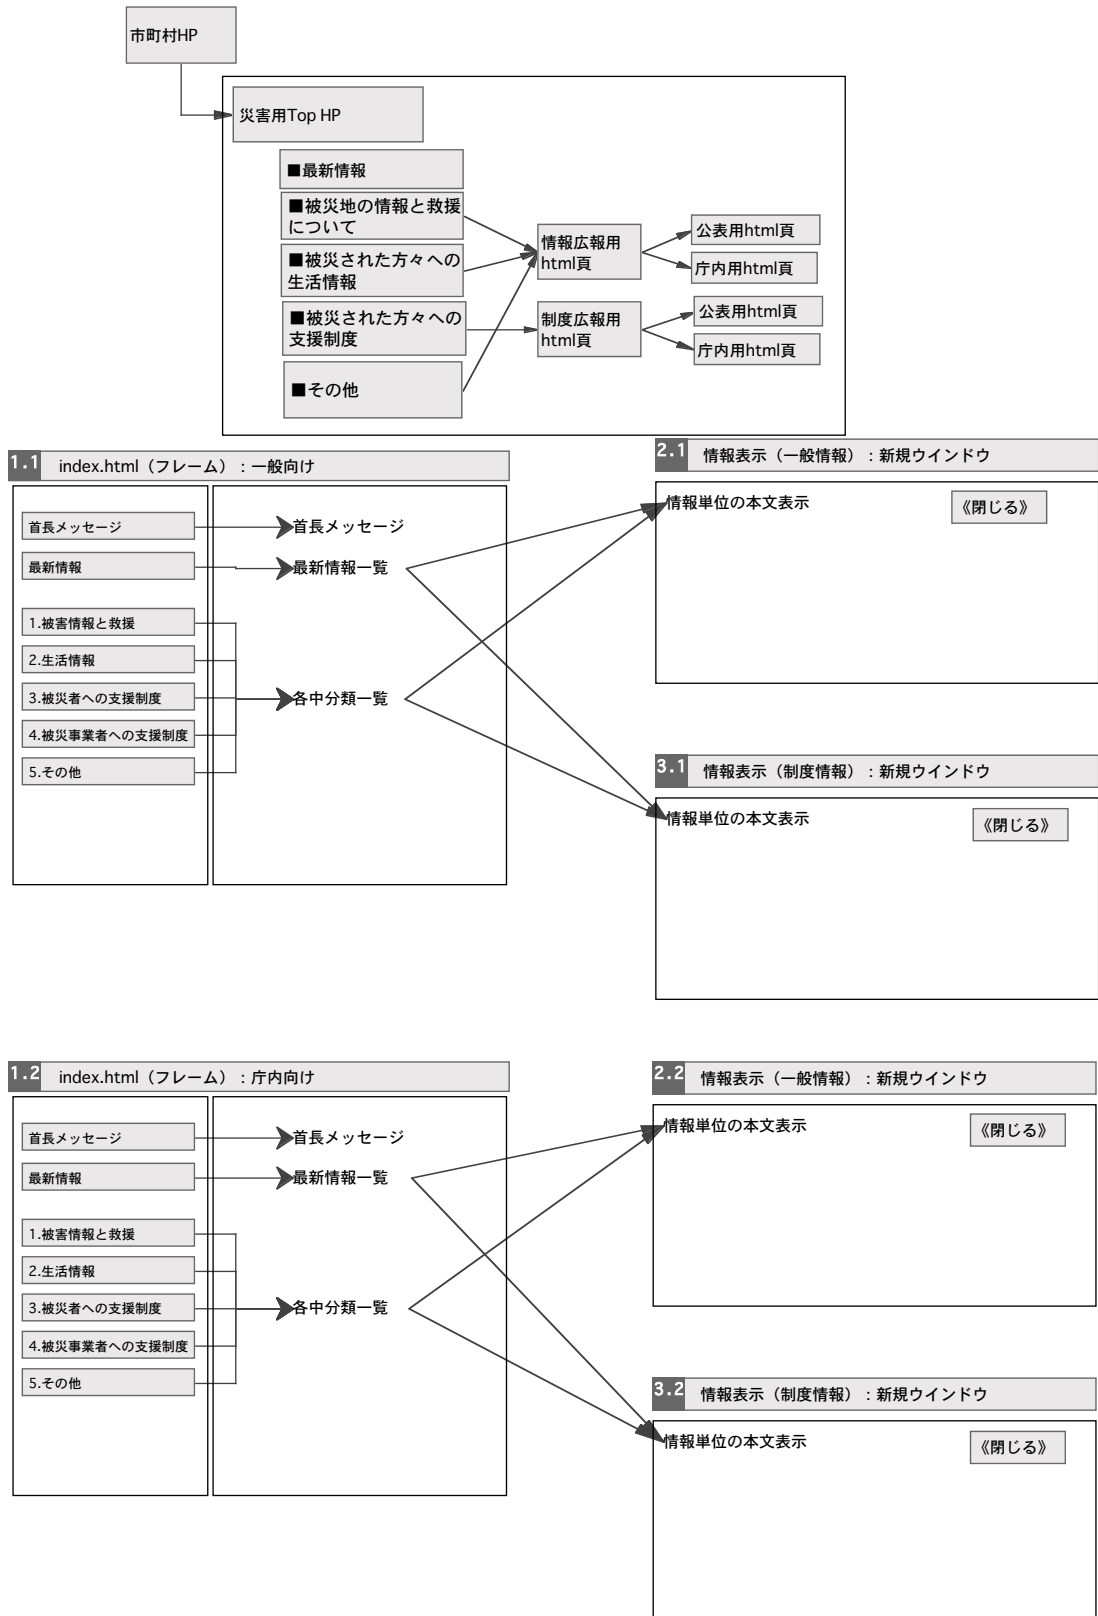 市町村HP
災害用Top HP
■最新情報
■被災地の情報と救援
について
■被災された方々への
生活情報
■被災された方々への
支援制度
■その他
情報広報用
html頁
制度広報用
html頁
公表用html頁
庁内用html頁
公表用html頁
庁内用html頁
1.1 index.html（フレーム）：一般向け
首長メッセージ
最新情報
1.被害情報と救援
2.生活情報
3.被災者への支援制度
4.被災事業者への支援制度
5.その他
首長メッセージ
最新情報一覧
各中分類一覧
2.1 情報表示（一般情報）：新規ウインドウ
情報単位の本文表示
《閉じる》
3.1 情報表示（制度情報）：新規ウインドウ
情報単位の本文表示
《閉じる》
1.2 index.html（フレーム）：庁内向け
首長メッセージ
最新情報
1.被害情報と救援
2.生活情報
3.被災者への支援制度
4.被災事業者への支援制度
5.その他
首長メッセージ
最新情報一覧
各中分類一覧
2.2 情報表示（一般情報）：新規ウインドウ
情報単位の本文表示
《閉じる》
3.2 情報表示（制度情報）：新規ウインドウ
情報単位の本文表示
《閉じる》